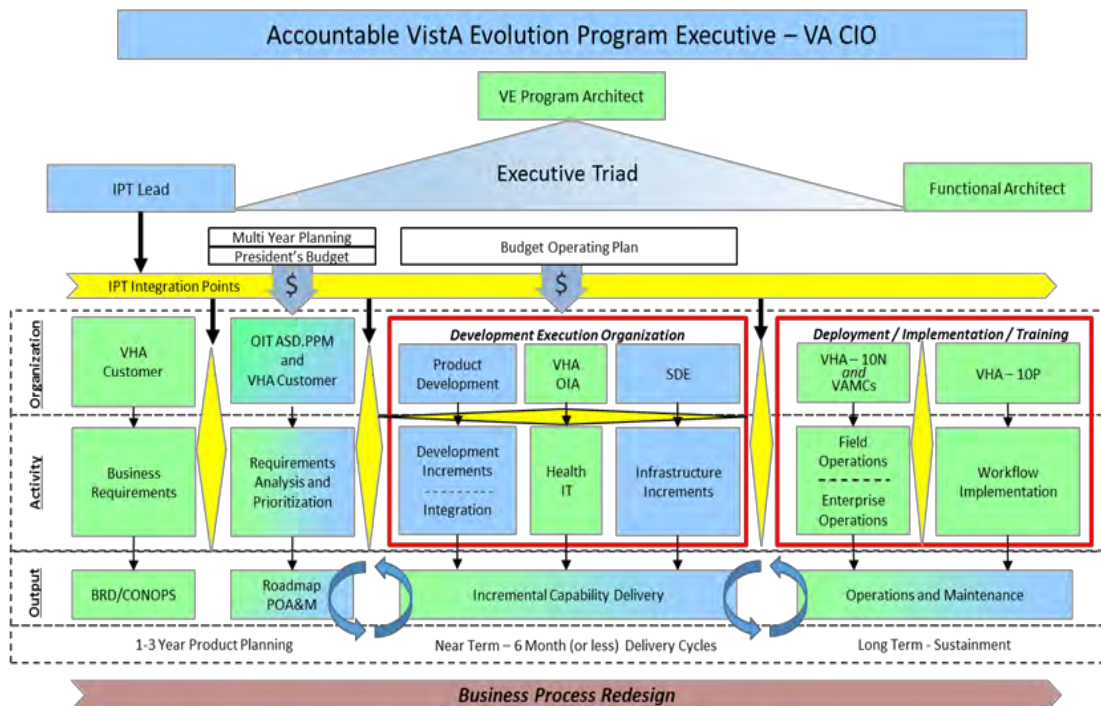 Accountable VistA Evolution Program Executive – VA CIO
VE Program Architect
Executive Triad
IPT Lead
Functional Architect
Multi Year Planning
President's Budget
Budget Operating Plan
$
$
IPT Integration Points
Organization
VHA
Customer
OIT ASD.PPM
and
VHA Customer
Development Execution Organization
Product
Development
VHA
OIA
SDE
Deployment / Implementation / Training
VHA – 10N
and
VAMCs
VHA – 10P
Activity
Business
Requirements
Requirements
Analysis and
Prioritization
Development
Increments
Integration
Health
IT
Infrastructure
Increments
Field
Operations
Enterprise
Operations
Workflow
Implementation
Output
BRD/CONOPS
Roadmap
POA&M
Incremental Capability Delivery
Operations and Maintenance
1-3 Year Product Planning
Near Term – 6 Month (or less) Delivery Cycles
Long Term - Sustainment
Business Process Redesign